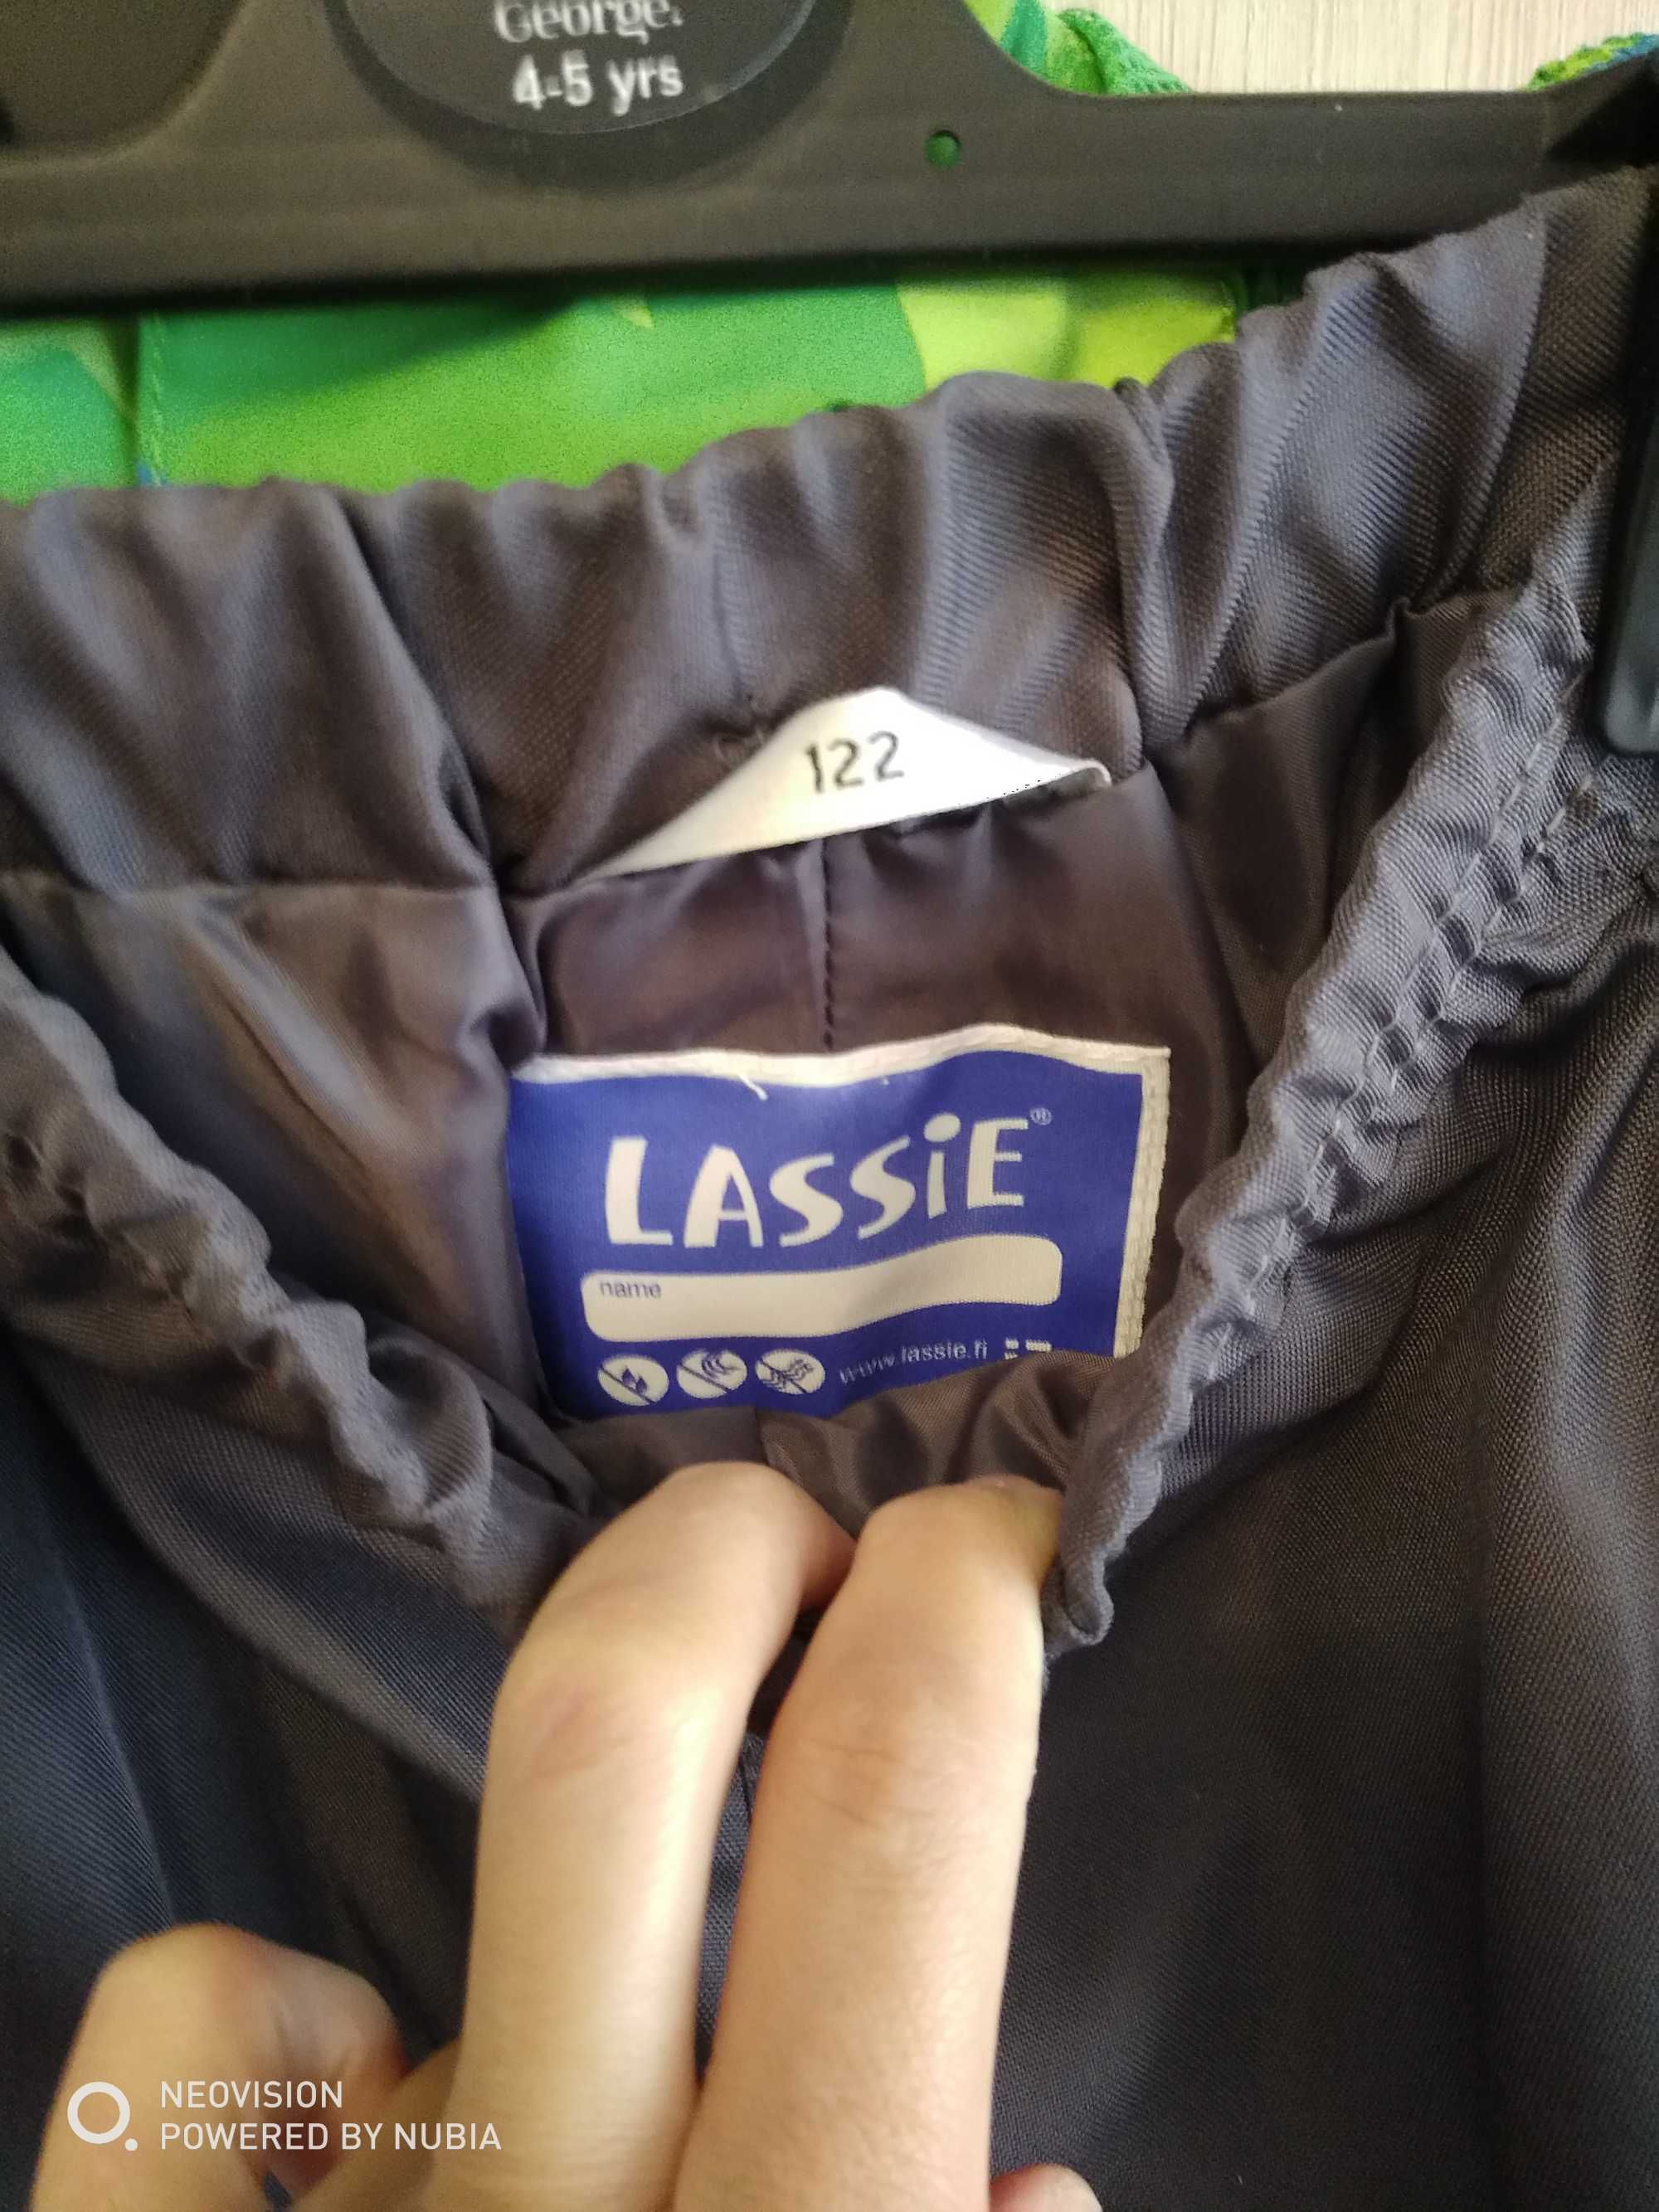 George.
4-5 yrs
122
LASSiE®
name
www.lassie.fi
NEOVISION
POWERED BY NUBIA